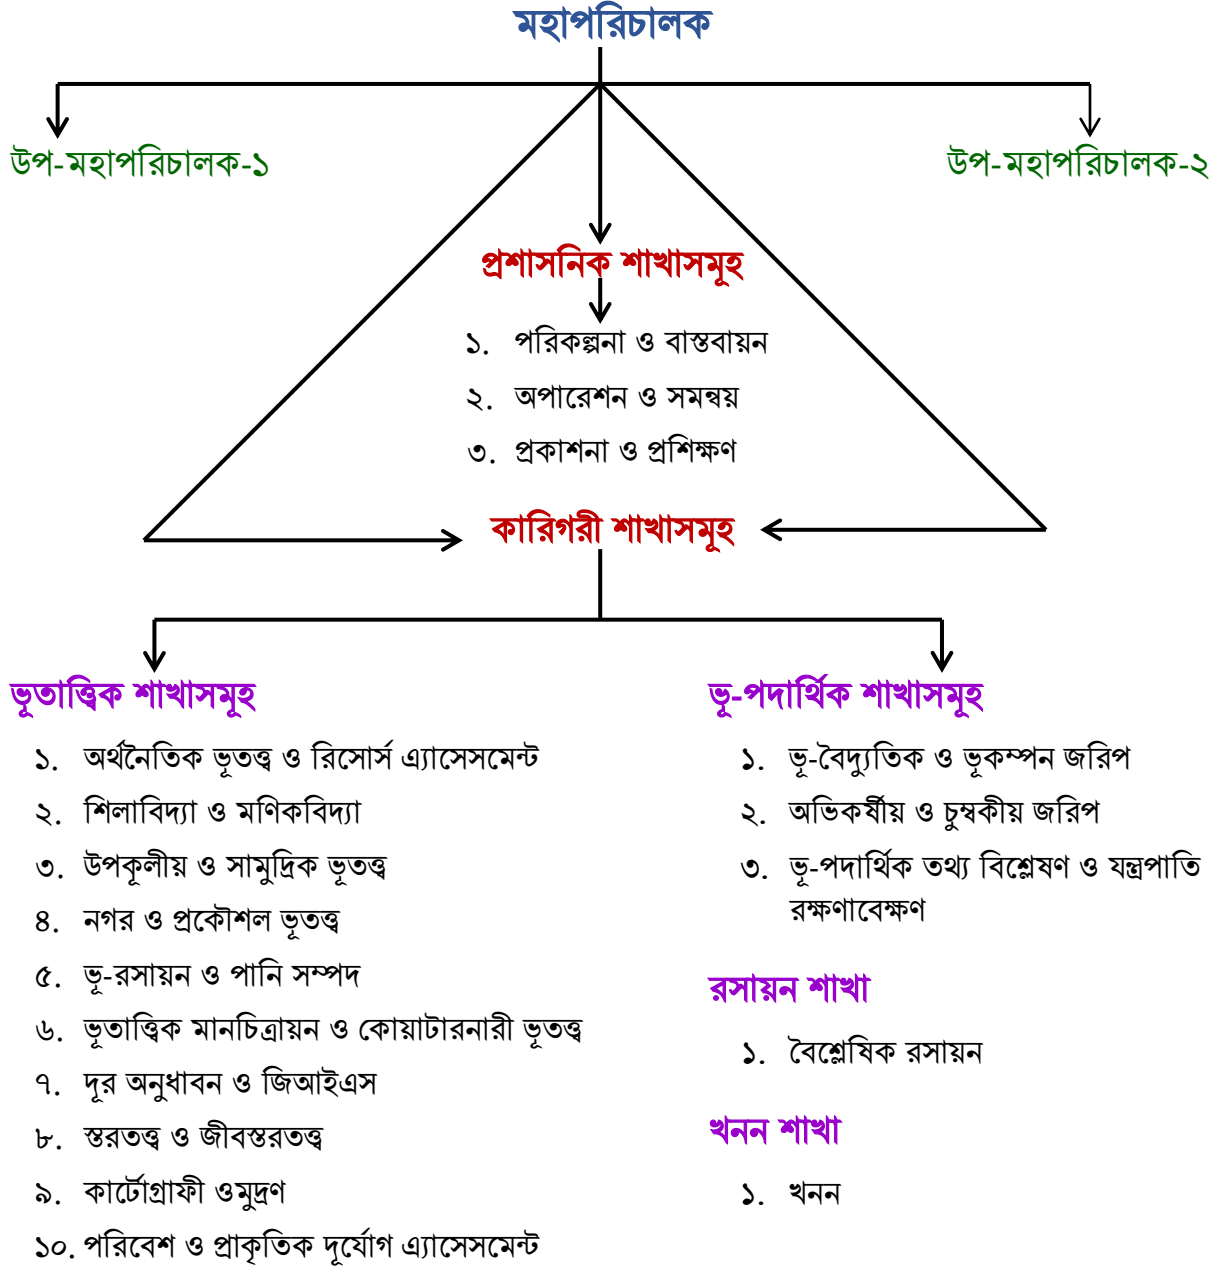 মহাপরিচালক
উপ-মহাপরিচালক-১
উপ-মহাপরিচালক-২
প্রশাসনিক শাখাসমূহ
১. পরিকল্পনা ও বাস্তবায়ন
২. অপারেশন ও সমন্বয়
৩. প্রকাশনা ও প্রশিক্ষণ
কারিগরী শাখাসমূহ
ভূতাত্ত্বিক শাখাসমূহ
১. অর্থনৈতিক ভূতত্ত্ব ও রিসোর্স এ্যাসেসমেন্ট
২. শিলাবিদ্যা ও মণিকবিদ্যা
৩. উপকূলীয় ও সামুদ্রিক ভূতত্ত্ব
৪. নগর ও প্রকৌশল ভূতত্ত্ব
৫. ভূ-রসায়ন ও পানি সম্পদ
৬. ভূতাত্ত্বিক মানচিত্রায়ন ও কোয়াটারনারী ভূতত্ত্ব
৭. দূর অনুধাবন ও জিআইএস
৮. স্তরতত্ত্ব ও জীবস্তরতত্ত্ব
৯. কার্টোগ্রাফী ওমুদ্রণ
১০. পরিবেশ ও প্রাকৃতিক দূর্যোগ এ্যাসেসমেন্ট
ভূ-পদার্থিক শাখাসমূহ
১. ভূ-বৈদ্যুতিক ও ভূকম্পন জরিপ
২. অভিকর্ষীয় ও চুম্বকীয় জরিপ
৩. ভূ-পদার্থিক তথ্য বিশ্লেষণ ও যন্ত্রপাতি
রক্ষণাবেক্ষণ
রসায়ন শাখা
১. বৈশ্লেষিক রসায়ন
খনন শাখা
১. খনন